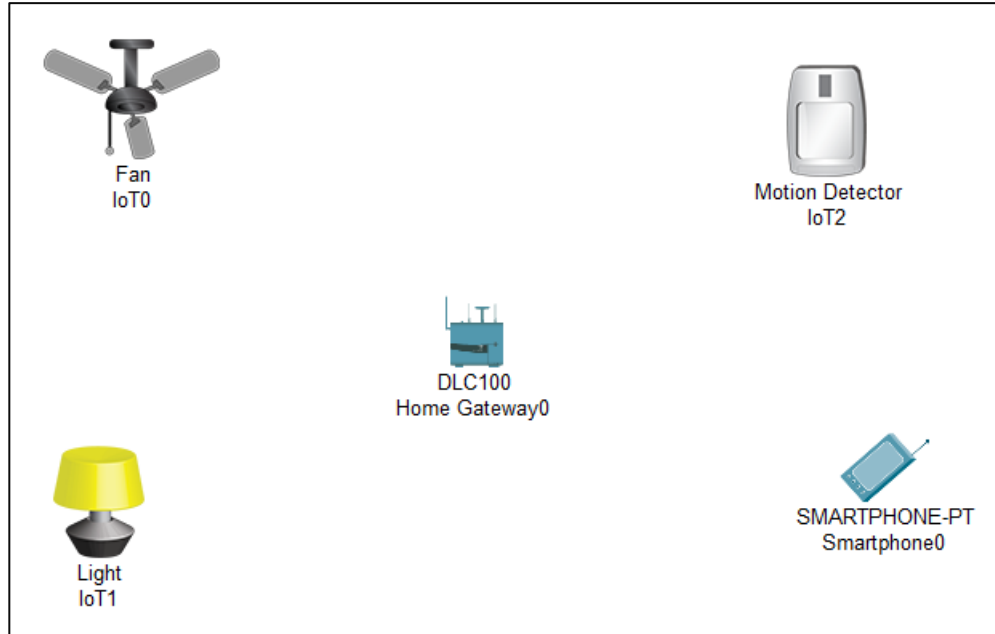 Fan
IoT0
Motion Detector
IoT2
DLC100
Home Gateway0
SMARTPHONE-PT
Smartphone0
Light
IoT1